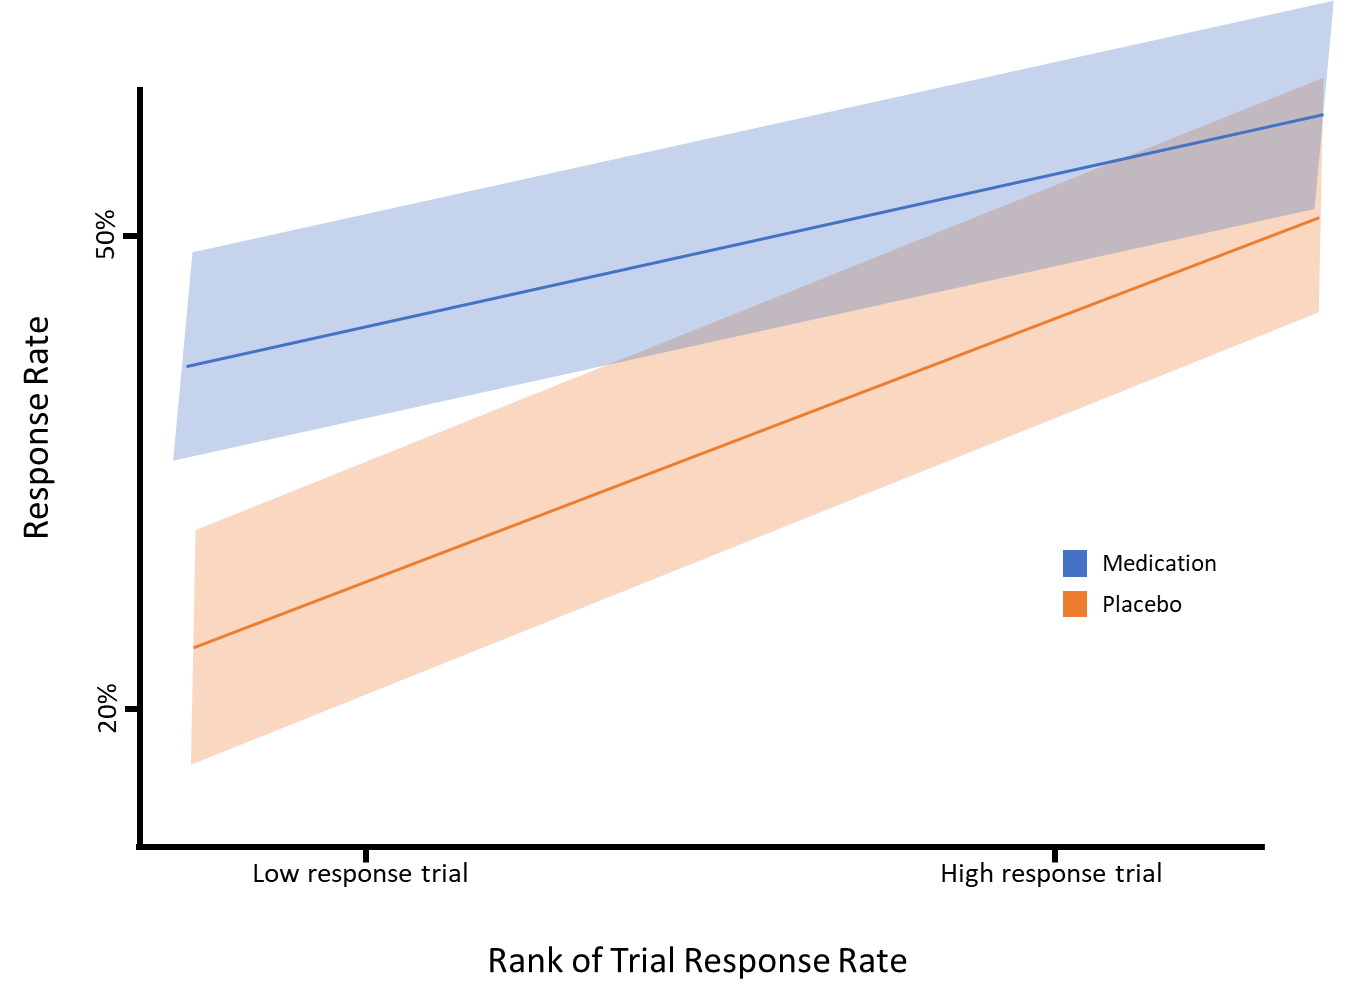 50%
Response Rate
20%
Medication
Placebo
Low response trial
High response trial
Rank of Trial Response Rate